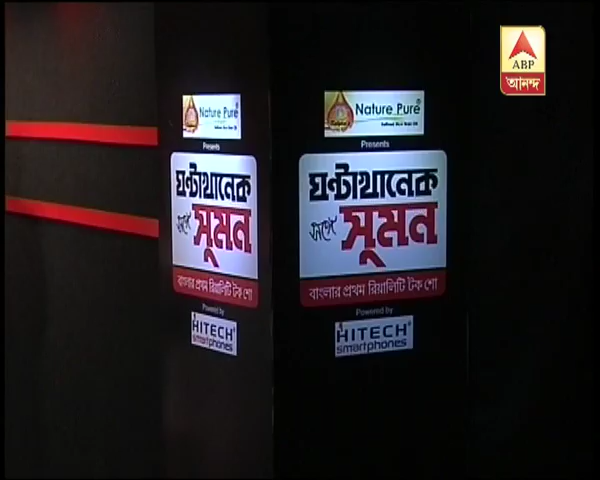 ABP
আনন্দ
Nature Pure
Presents
ঘণ্টাখানেক
সঙ্গে সুমন
বাংলার প্রথম রিয়ালিটি টক শো
Powered by
HITECH
smartphones
Nature Pure
Presents
ঘণ্টাখানেক
সঙ্গে সুমন
বাংলার প্রথম রিয়ালিটি টক শো
Powered by
HITECH
smartphones